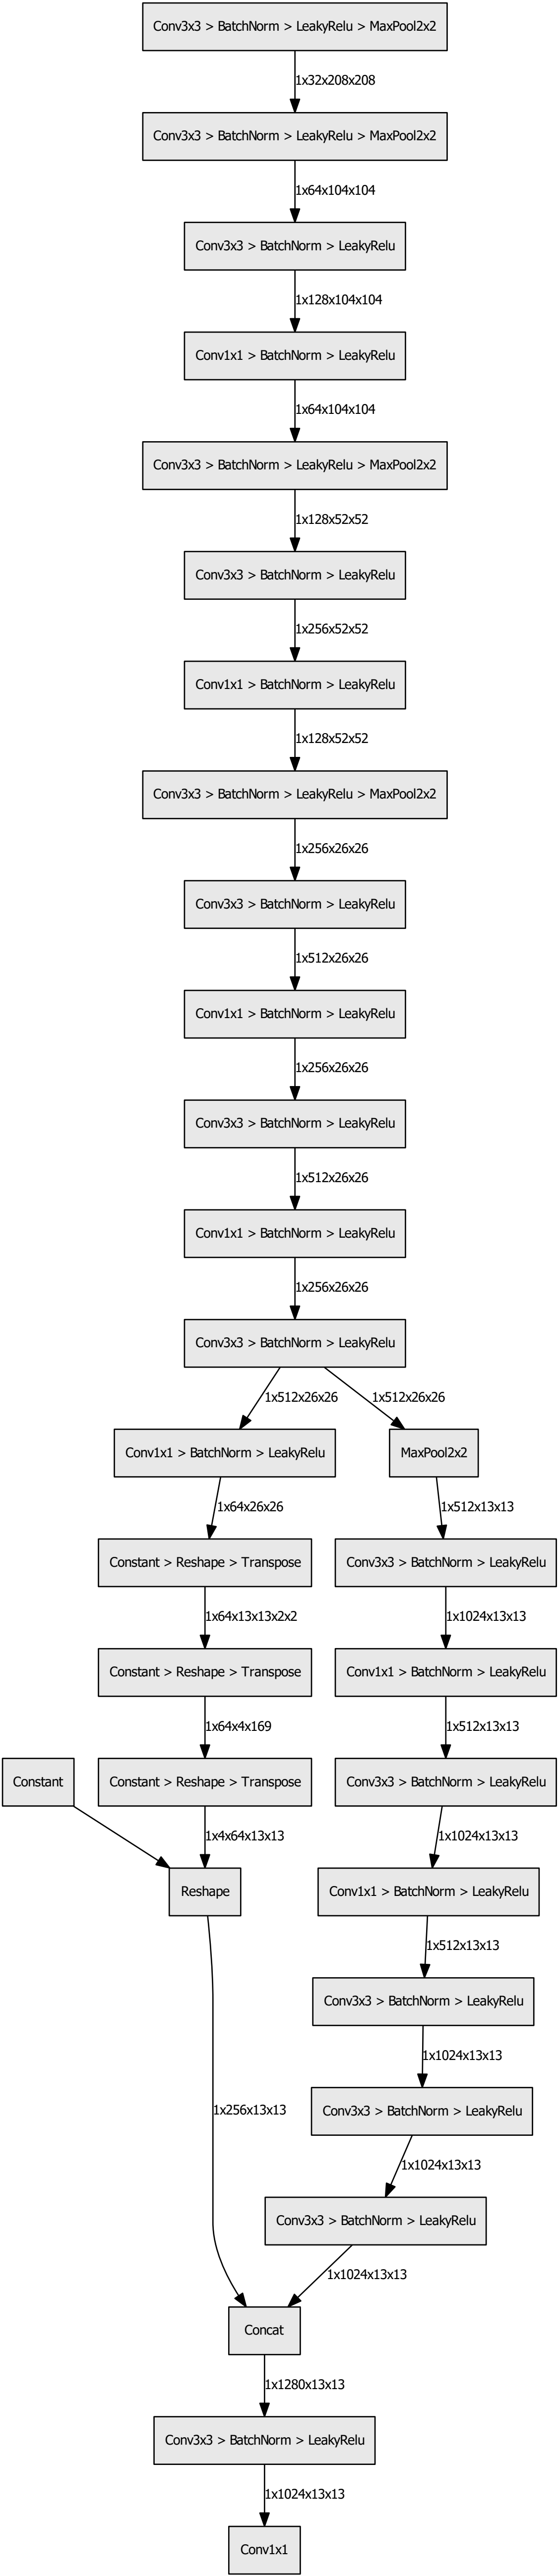 Conv3x3 > BatchNorm > LeakyRelu > MaxPool2x2
1x32x208x208
Conv3x3 > BatchNorm > LeakyRelu > MaxPool2x2
1x64x104x104
Conv3x3 > BatchNorm > LeakyRelu
1x128x104x104
Conv1x1 > BatchNorm > LeakyRelu
1x64x104x104
Conv3x3 > BatchNorm > LeakyRelu > MaxPool2x2
1x128x52x52
Conv3x3 > BatchNorm > LeakyRelu
1x256x52x52
Conv1x1 > BatchNorm > LeakyRelu
1x128x52x52
Conv3x3 > BatchNorm > LeakyRelu > MaxPool2x2
1x256x26x26
Conv3x3 > BatchNorm > LeakyRelu
1x512x26x26
Conv1x1 > BatchNorm > LeakyRelu
1x256x26x26
Conv3x3 > BatchNorm > LeakyRelu
1x512x26x26
Conv1x1 > BatchNorm > LeakyRelu
1x256x26x26
Conv3x3 > BatchNorm > LeakyRelu
1x512x26x26
1x512x26x26
Conv1x1 > BatchNorm > LeakyRelu
MaxPool2x2
1x64x26x26
1x512x13x13
Constant > Reshape > Transpose
Conv3x3 > BatchNorm > LeakyRelu
1x64x13x13x2x2
1x1024x13x13
Constant > Reshape > Transpose
Conv1x1 > BatchNorm > LeakyRelu
1x64x4x169
1x512x13x13
Constant
Constant > Reshape > Transpose
Conv3x3 > BatchNorm > LeakyRelu
1x4x64x13x13
1x1024x13x13
Reshape
Conv1x1 > BatchNorm > LeakyRelu
1x512x13x13
Conv3x3 > BatchNorm > LeakyRelu
1x1024x13x13
1x256x13x13
Conv3x3 > BatchNorm > LeakyRelu
1x1024x13x13
Conv3x3 > BatchNorm > LeakyRelu
1x1024x13x13
Concat
1x1280x13x13
Conv3x3 > BatchNorm > LeakyRelu
1x1024x13x13
Conv1x1